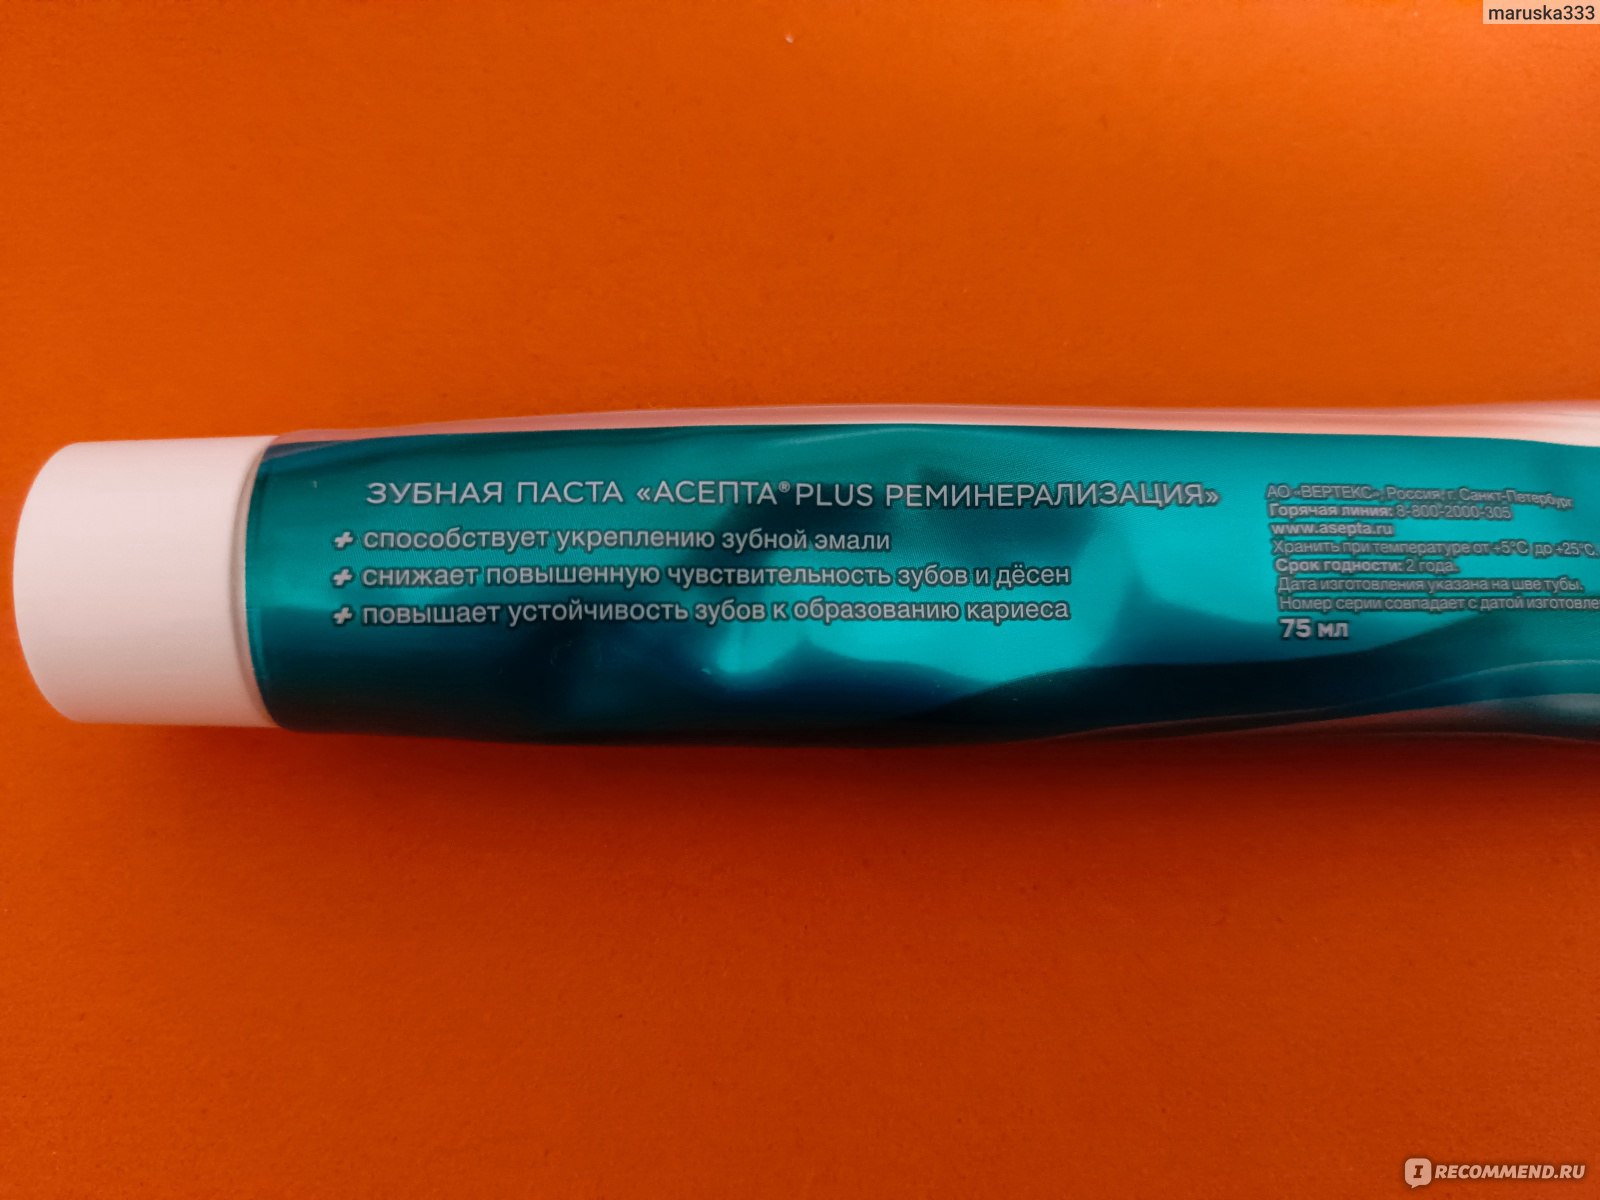 maruska333
ЗУБНАЯ ПАСТА «АСЕПТА® PLUS РЕМИНЕРАЛИЗАЦИЯ»
+ способствует укреплению зубной эмали
+ снижает повышенную чувствительность зубов и дёсен
+ повышает устойчивость зубов к образованию кариеса
АО «ВЕРТЕКС», Россия, г. Санкт-Петербург
Горячая линия: 8-800-2000-305
www.asepta.ru
Хранить при температуре от +5°C до +25°C.
Срок годности: 2 года.
Дата изготовления указана на шве тубы.
Номер серии совпадает с датой изготовле
75 мл
IRECOMMEND.RU